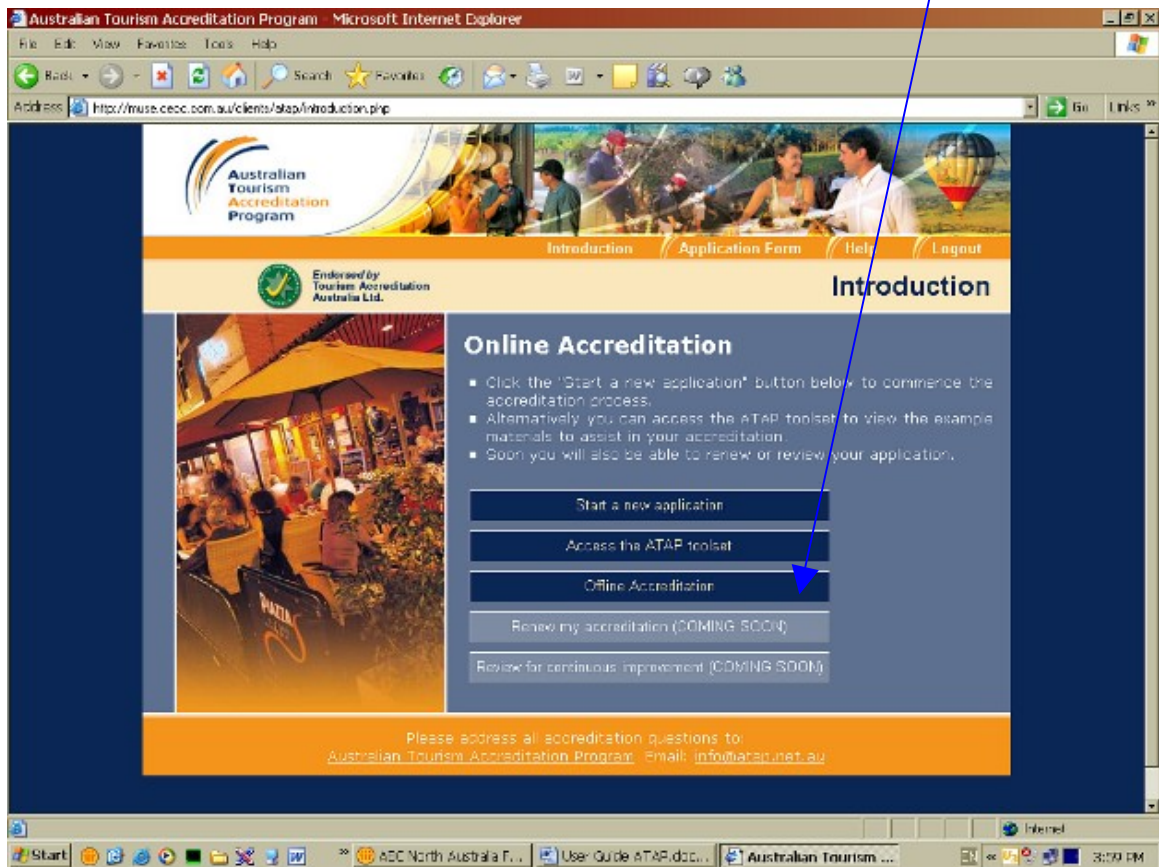 Australian Tourism Accreditation Program - Microsoft Internet Explorer
File Edit View Favorites Tools Help
Back Search Favorites
Address http://muse.cecc.com.au/clients/atap/introduction.php Go Links »
Australian
Tourism
Accreditation
Program
Introduction Application Form Help Logout
Endorsed by
Tourism Accreditation
Australia Ltd.
Introduction
Online Accreditation
Click the "Start a new application" button below to commence the
accreditation process.
Alternatively you can access the ATAP toolset to view the example
materials to assist in your accreditation.
Soon you will also be able to renew or review your application.
Start a new application
Access the ATAP toolset
Offline Accreditation
Renew my accreditation (COMING SOON)
Review for continuous improvement (COMING SOON)
PIAZZA
Please address all accreditation questions to:
Australian Tourism Accreditation Program Email: info@atap.net.au
Internet
Start » ADC North Australia F... User Guide ATAP.doc... Australian Tourism ... « 3:59 PM